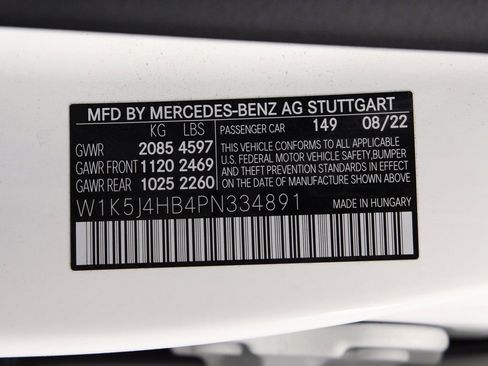 MFD BY MERCEDES-BENZ AG STUTTGART
KG LBS PASSENGER CAR 149 08/22
GVWR 2085 4597 THIS VEHICLE CONFORMS TO ALL APPLICABLE
GAWR FRONT 1120 2469 U.S. FEDERAL MOTOR VEHICLE SAFETY, BUMPER
AND THEFT PREVENTION STANDARDS IN EFFECT
GAWR REAR 1025 2260 ON THE DATE OF MANUFACTURE SHOWN ABOVE.
W1K5J4HB4PN334891 MADE IN HUNGARY